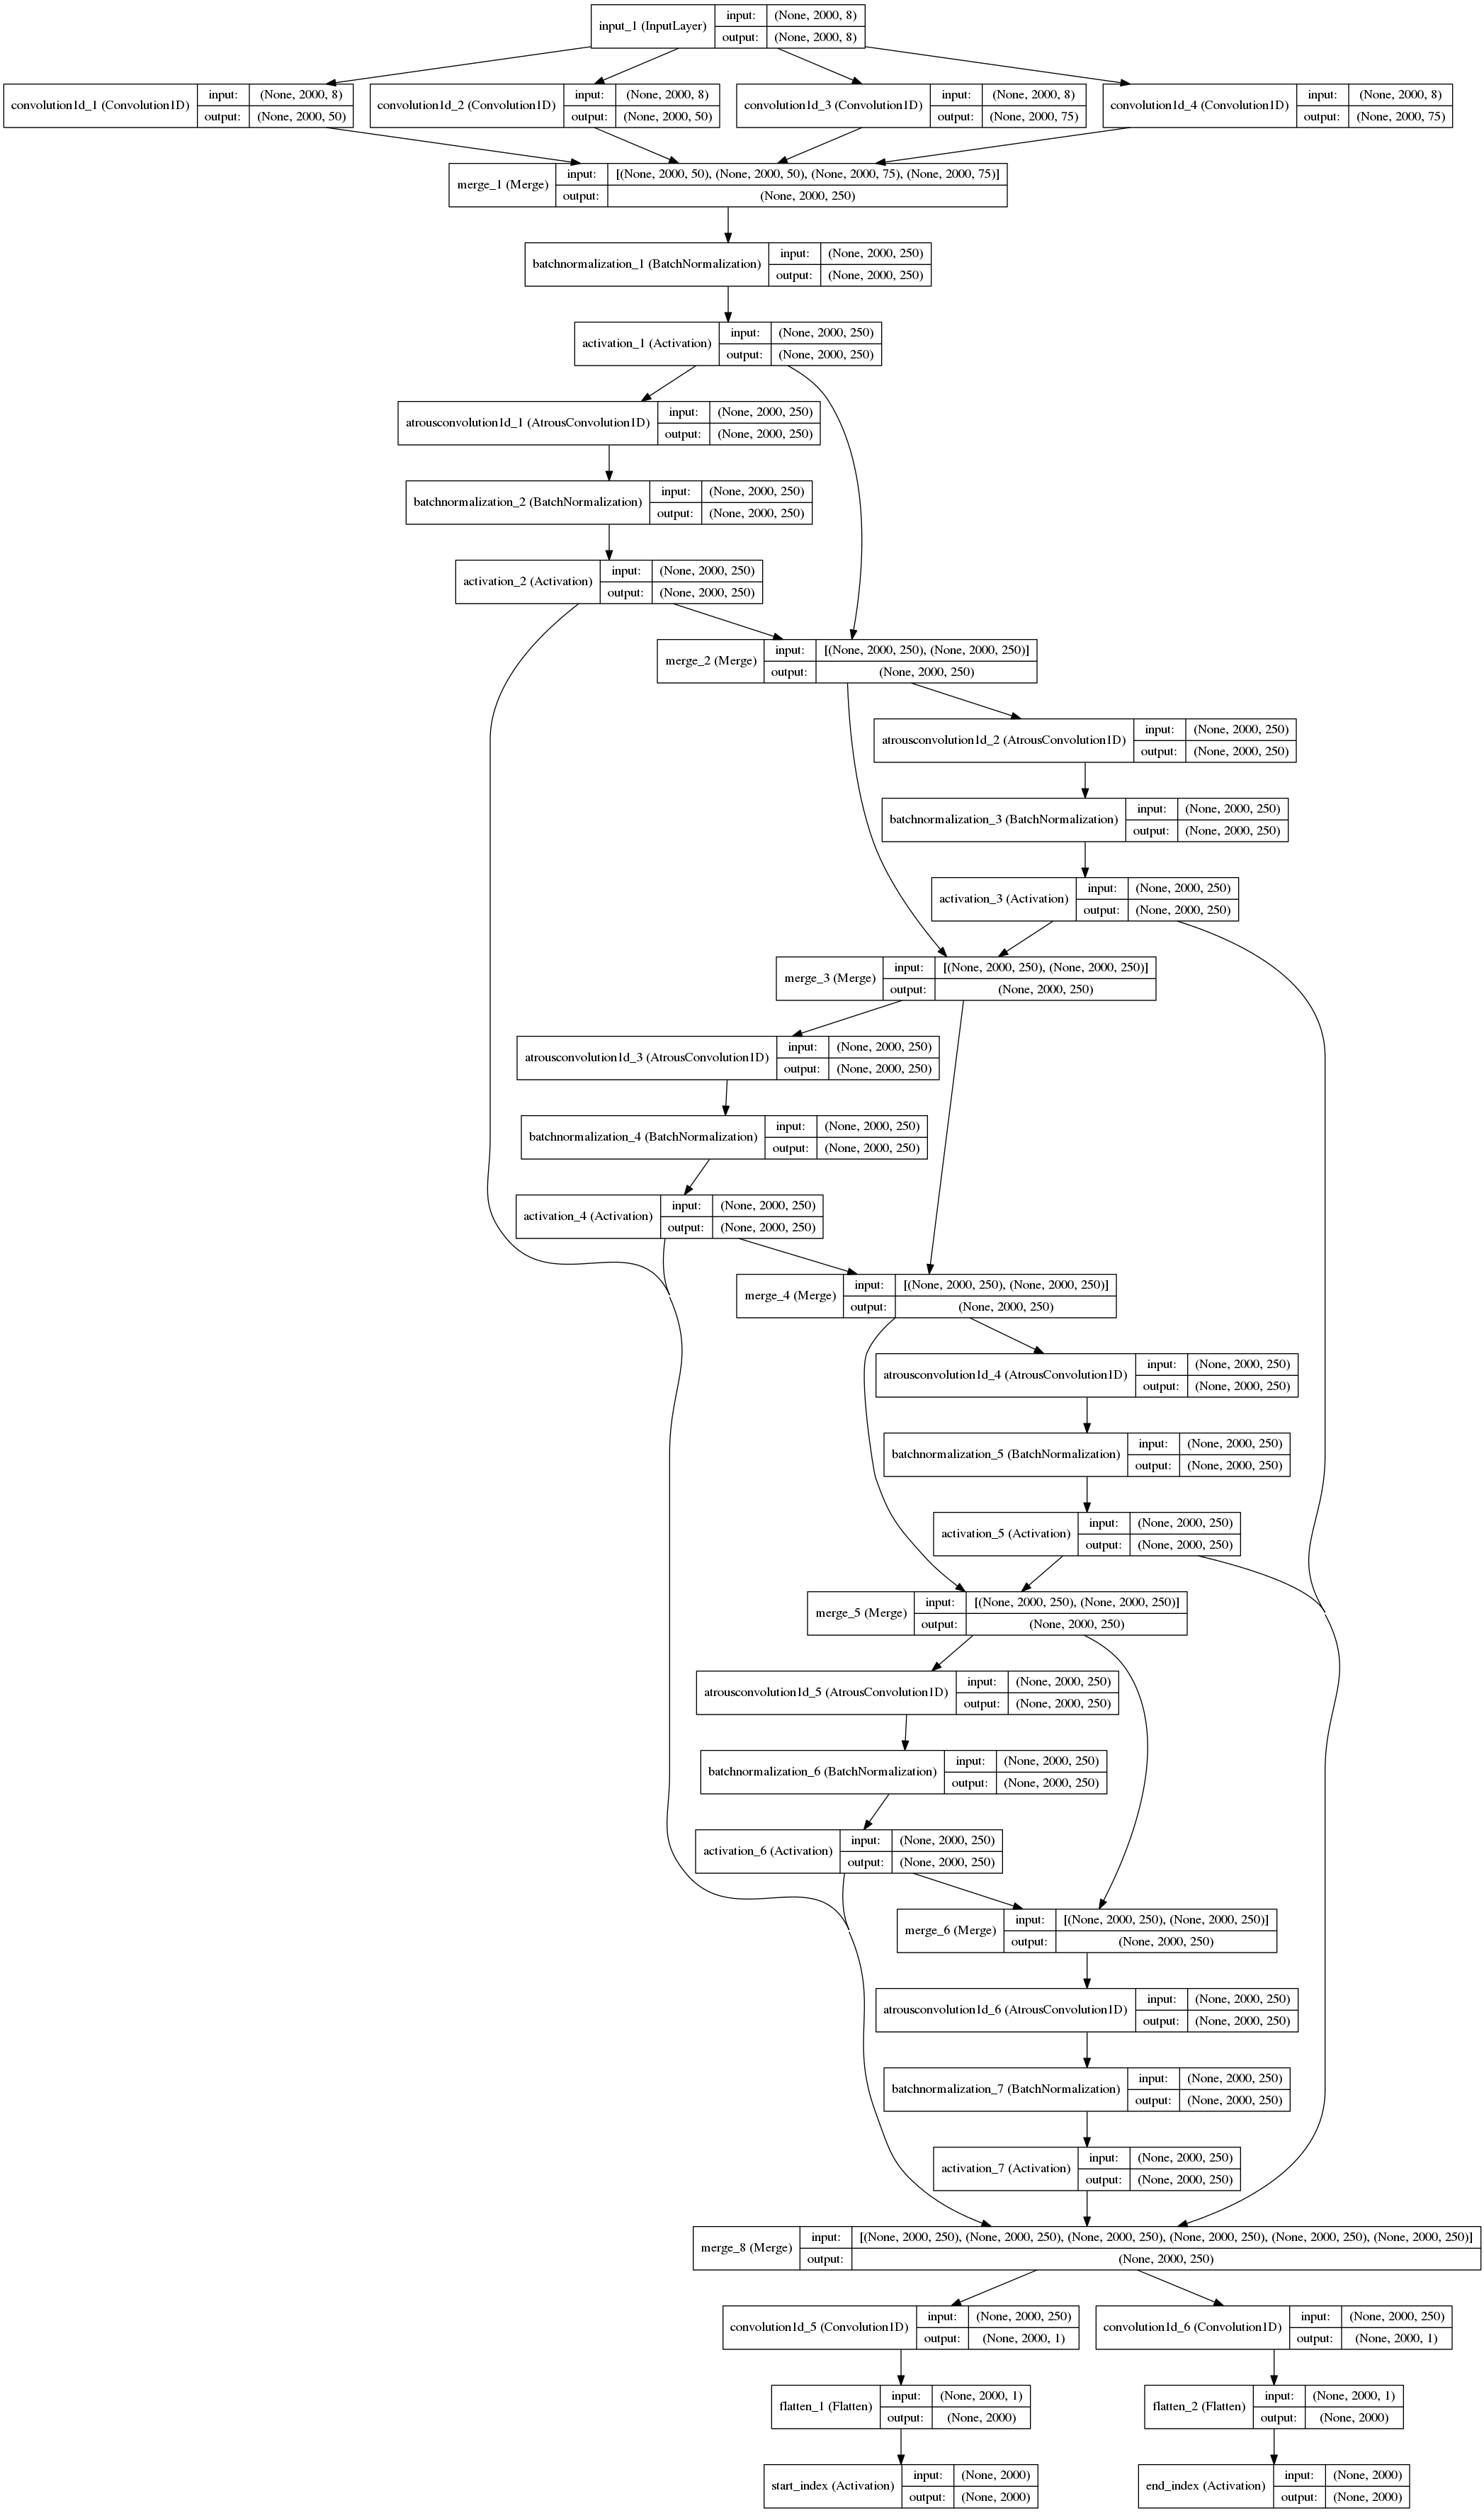 input_1 (InputLayer)
input: (None, 2000, 8)
output: (None, 2000, 8)
convolution1d_1 (Convolution1D)
input: (None, 2000, 8)
output: (None, 2000, 50)
convolution1d_2 (Convolution1D)
input: (None, 2000, 8)
output: (None, 2000, 50)
convolution1d_3 (Convolution1D)
input: (None, 2000, 8)
output: (None, 2000, 75)
convolution1d_4 (Convolution1D)
input: (None, 2000, 8)
output: (None, 2000, 75)
merge_1 (Merge)
input: [(None, 2000, 50), (None, 2000, 50), (None, 2000, 75), (None, 2000, 75)]
output: (None, 2000, 250)
batchnormalization_1 (BatchNormalization)
input: (None, 2000, 250)
output: (None, 2000, 250)
activation_1 (Activation)
input: (None, 2000, 250)
output: (None, 2000, 250)
atrousconvolution1d_1 (AtrousConvolution1D)
input: (None, 2000, 250)
output: (None, 2000, 250)
batchnormalization_2 (BatchNormalization)
input: (None, 2000, 250)
output: (None, 2000, 250)
activation_2 (Activation)
input: (None, 2000, 250)
output: (None, 2000, 250)
merge_2 (Merge)
input: [(None, 2000, 250), (None, 2000, 250)]
output: (None, 2000, 250)
atrousconvolution1d_2 (AtrousConvolution1D)
input: (None, 2000, 250)
output: (None, 2000, 250)
batchnormalization_3 (BatchNormalization)
input: (None, 2000, 250)
output: (None, 2000, 250)
activation_3 (Activation)
input: (None, 2000, 250)
output: (None, 2000, 250)
merge_3 (Merge)
input: [(None, 2000, 250), (None, 2000, 250)]
output: (None, 2000, 250)
atrousconvolution1d_3 (AtrousConvolution1D)
input: (None, 2000, 250)
output: (None, 2000, 250)
batchnormalization_4 (BatchNormalization)
input: (None, 2000, 250)
output: (None, 2000, 250)
activation_4 (Activation)
input: (None, 2000, 250)
output: (None, 2000, 250)
merge_4 (Merge)
input: [(None, 2000, 250), (None, 2000, 250)]
output: (None, 2000, 250)
atrousconvolution1d_4 (AtrousConvolution1D)
input: (None, 2000, 250)
output: (None, 2000, 250)
batchnormalization_5 (BatchNormalization)
input: (None, 2000, 250)
output: (None, 2000, 250)
activation_5 (Activation)
input: (None, 2000, 250)
output: (None, 2000, 250)
merge_5 (Merge)
input: [(None, 2000, 250), (None, 2000, 250)]
output: (None, 2000, 250)
atrousconvolution1d_5 (AtrousConvolution1D)
input: (None, 2000, 250)
output: (None, 2000, 250)
batchnormalization_6 (BatchNormalization)
input: (None, 2000, 250)
output: (None, 2000, 250)
activation_6 (Activation)
input: (None, 2000, 250)
output: (None, 2000, 250)
merge_6 (Merge)
input: [(None, 2000, 250), (None, 2000, 250)]
output: (None, 2000, 250)
atrousconvolution1d_6 (AtrousConvolution1D)
input: (None, 2000, 250)
output: (None, 2000, 250)
batchnormalization_7 (BatchNormalization)
input: (None, 2000, 250)
output: (None, 2000, 250)
activation_7 (Activation)
input: (None, 2000, 250)
output: (None, 2000, 250)
merge_8 (Merge)
input: [(None, 2000, 250), (None, 2000, 250), (None, 2000, 250), (None, 2000, 250), (None, 2000, 250), (None, 2000, 250)]
output: (None, 2000, 250)
convolution1d_5 (Convolution1D)
input: (None, 2000, 250)
output: (None, 2000, 1)
convolution1d_6 (Convolution1D)
input: (None, 2000, 250)
output: (None, 2000, 1)
flatten_1 (Flatten)
input: (None, 2000, 1)
output: (None, 2000)
flatten_2 (Flatten)
input: (None, 2000, 1)
output: (None, 2000)
start_index (Activation)
input: (None, 2000)
output: (None, 2000)
end_index (Activation)
input: (None, 2000)
output: (None, 2000)